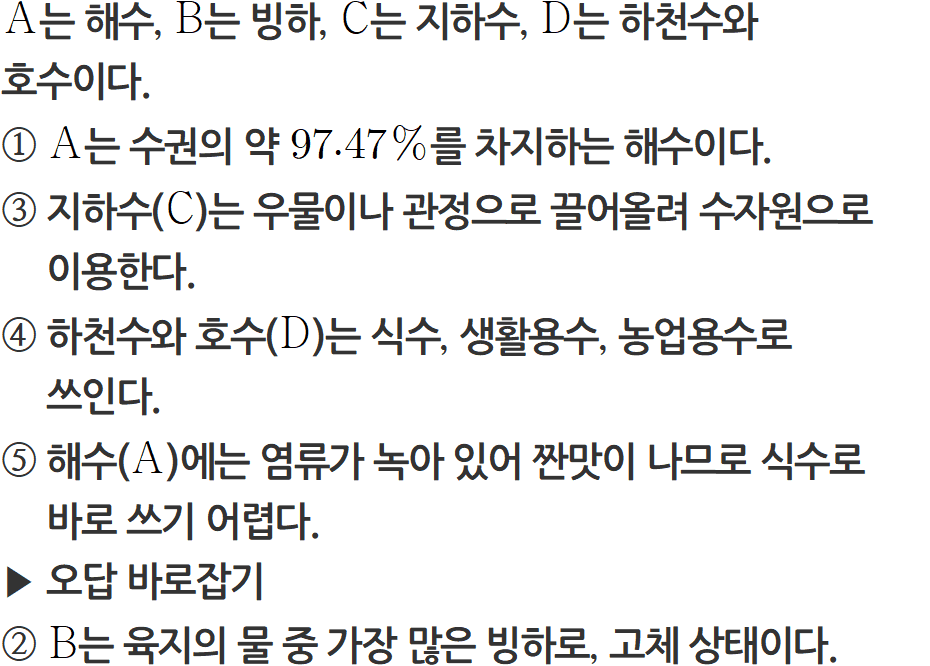 A는 해수, B는 빙하, C는 지하수, D는 하천수와
호수이다.
① A는 수권의 약 97.47%를 차지하는 해수이다.
③ 지하수(C)는 우물이나 관정으로 끌어올려 수자원으로
이용한다.
④ 하천수와 호수(D)는 식수, 생활용수, 농업용수로
쓰인다.
⑤ 해수(A)에는 염류가 녹아 있어 짠맛이 나므로 식수로
바로 쓰기 어렵다.
▶ 오답 바로잡기
② B는 육지의 물 중 가장 많은 빙하로, 고체 상태이다.